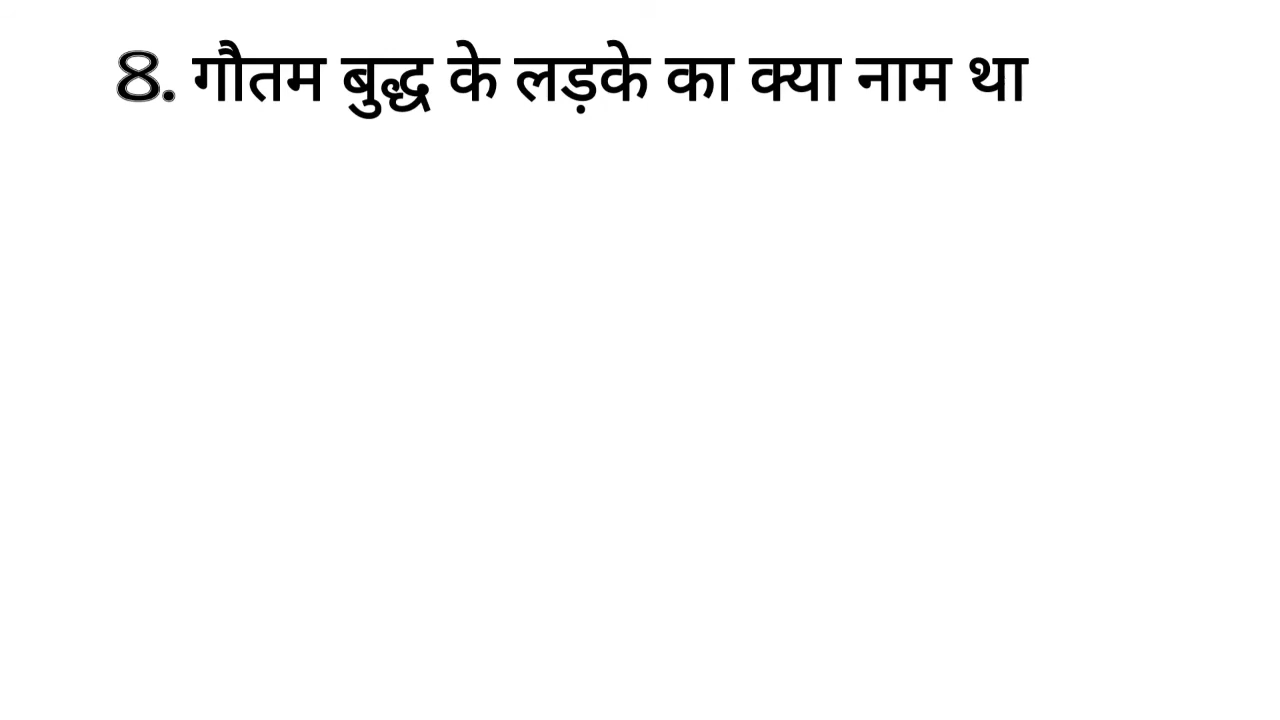 8. गौतम बुद्ध के लड़के का क्या नाम था